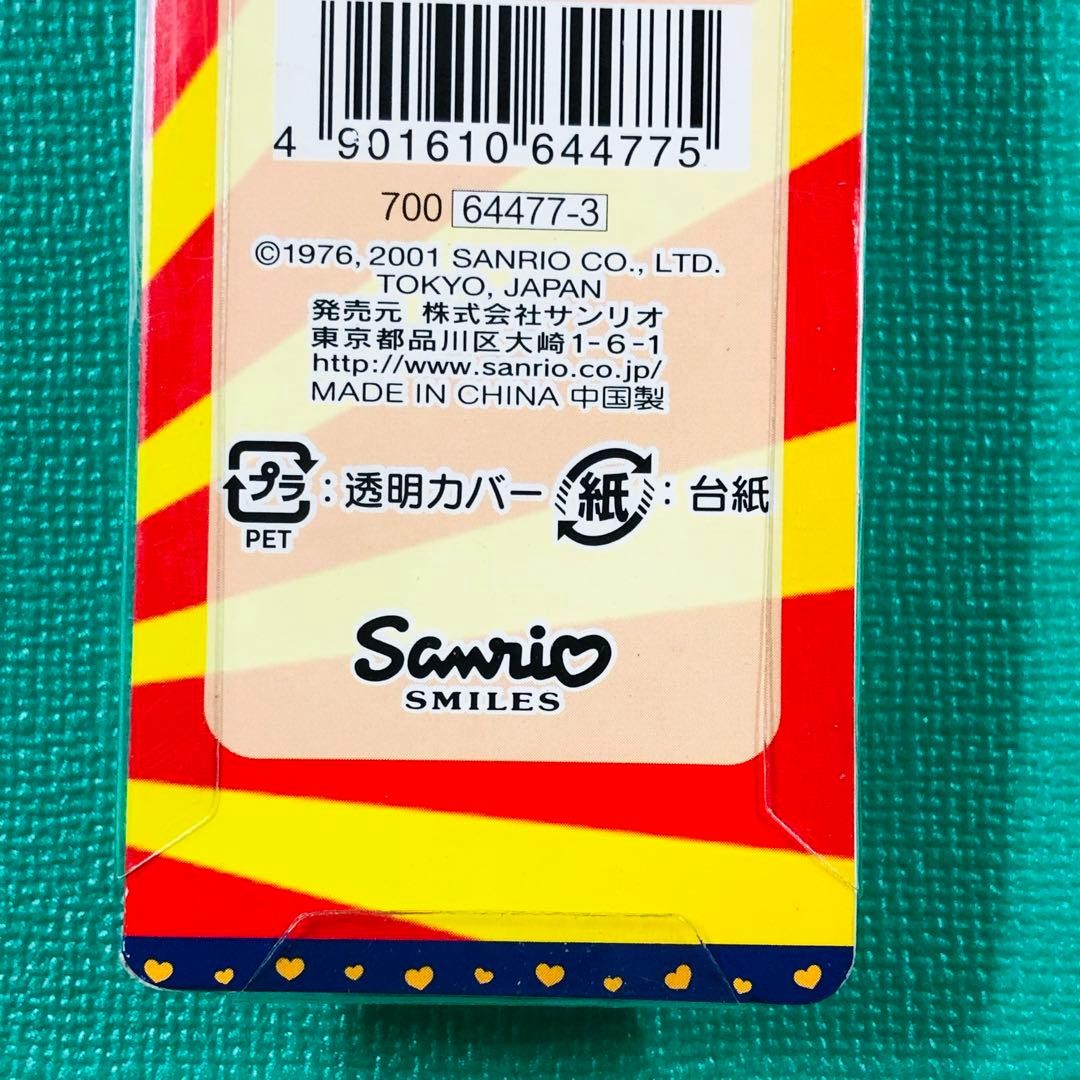 4 901610 644775
700 64477-3
©1976, 2001 SANRIO CO., LTD.
TOKYO, JAPAN
発売元 株式会社サンリオ
東京都品川区大崎1-6-1
http://www.sanrio.co.jp/
MADE IN CHINA 中国製
プラ：透明カバー 紙：台紙
PET
Sanrio
SMILES